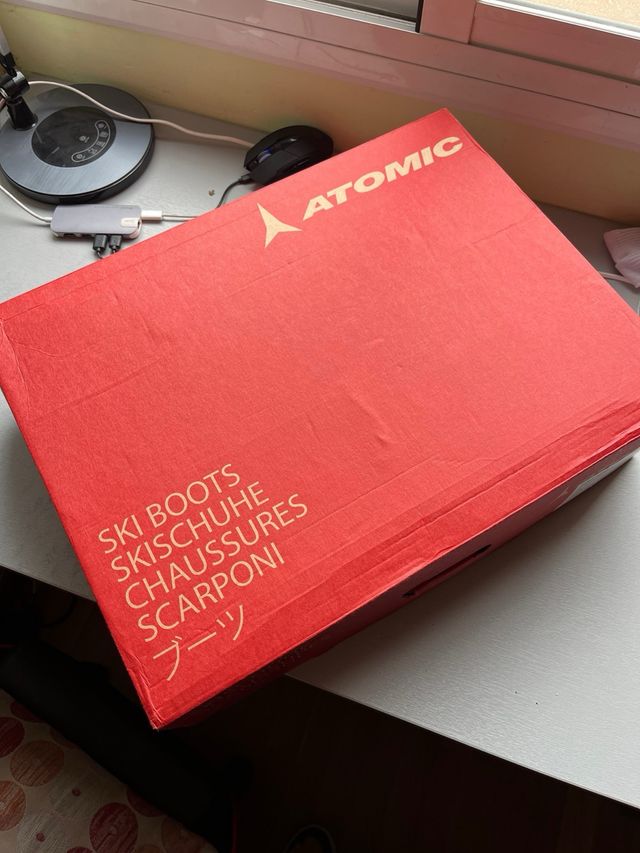 ATOMIC
SKI BOOTS
SKISCHUHE
CHAUSSURES
SCARPONI
ブーツ